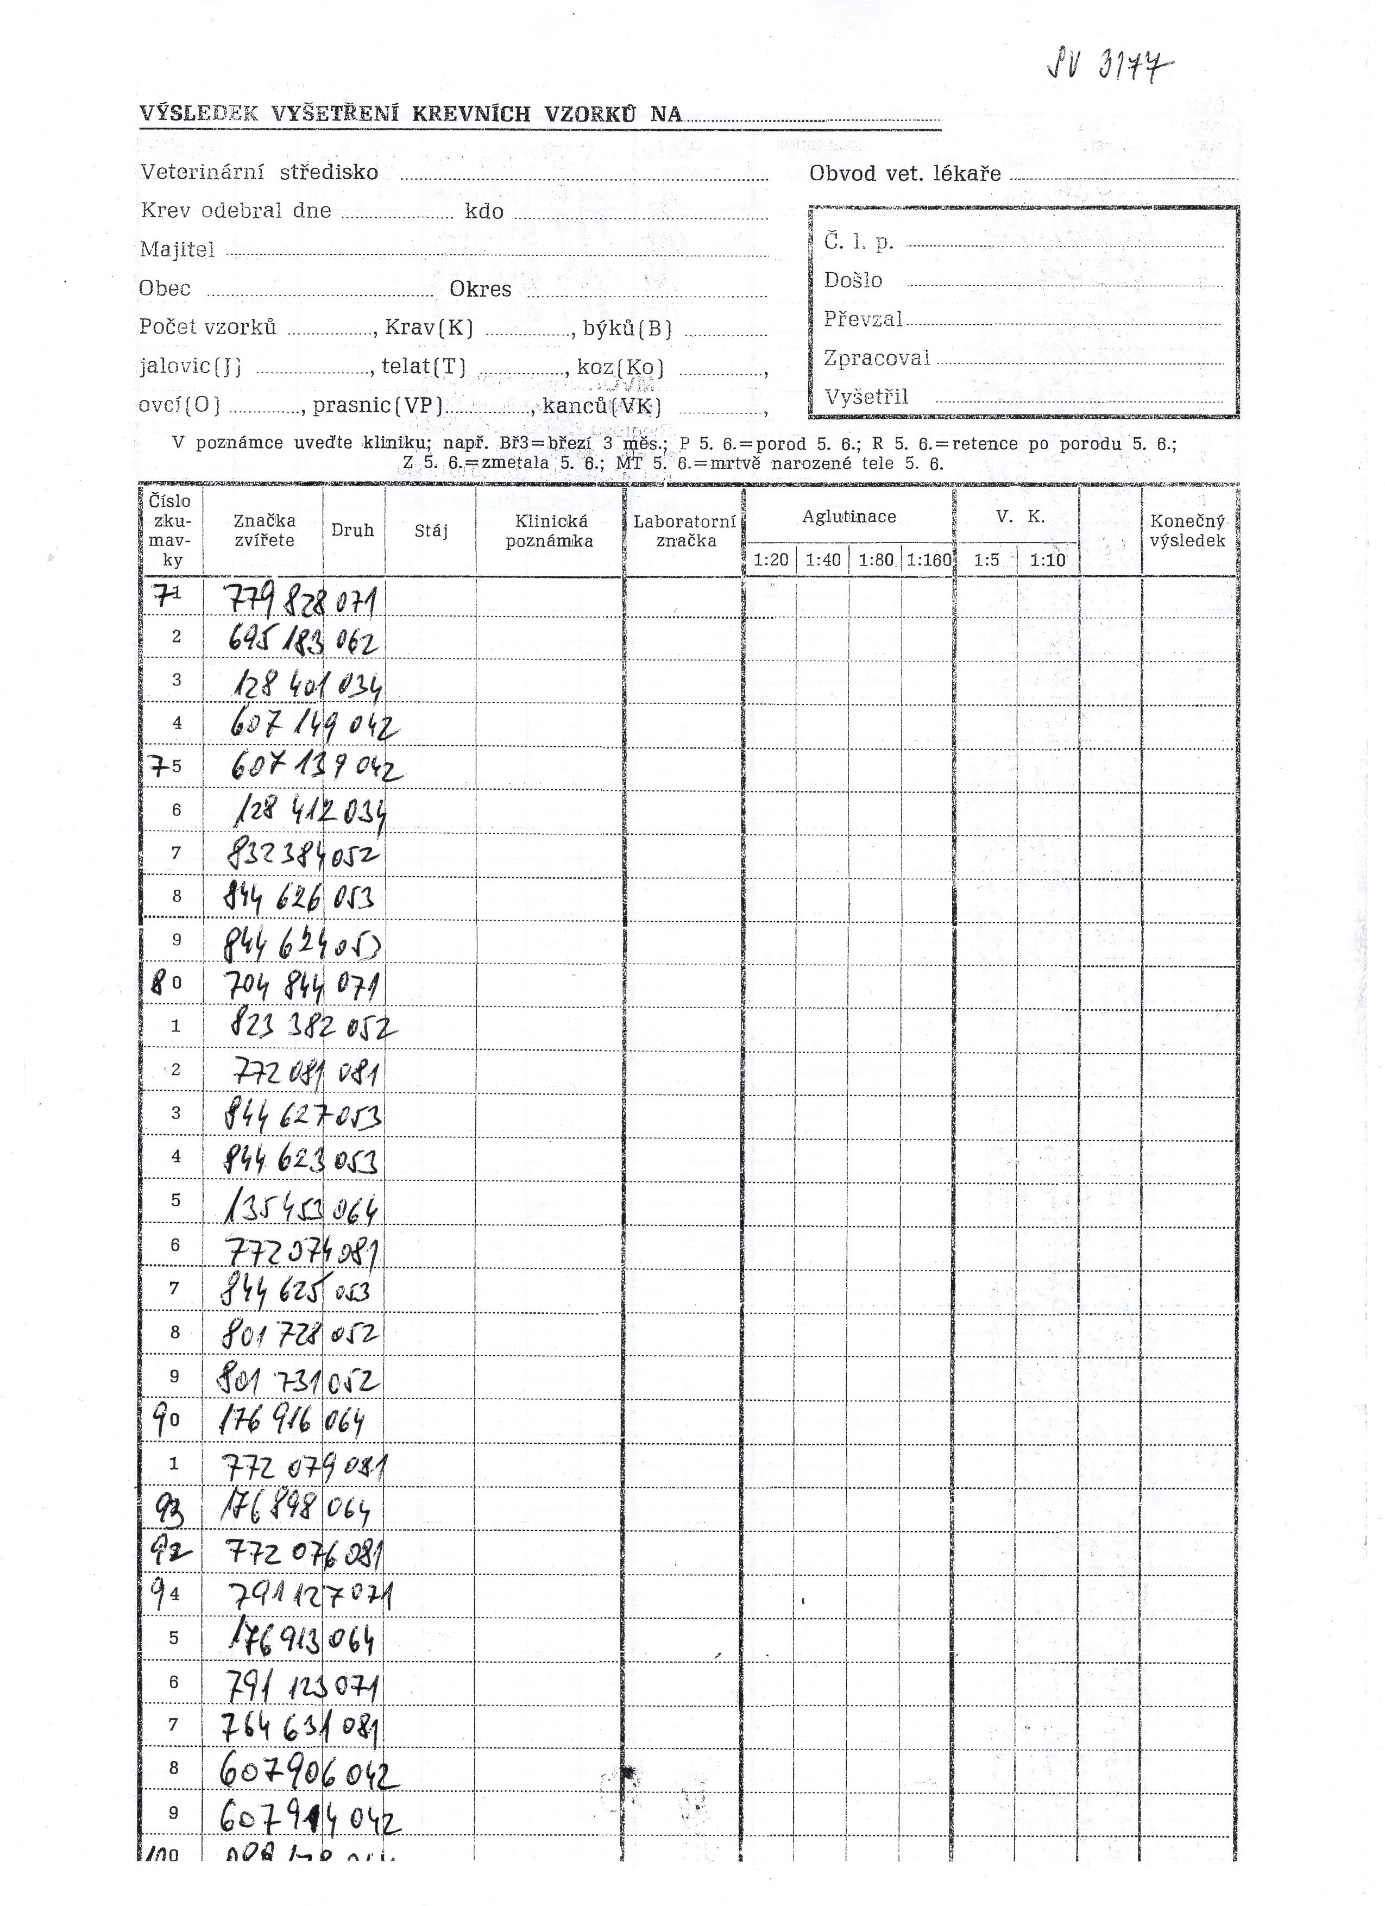 SV 3177
VÝSLEDEK VYŠETŘENÍ KREVNÍCH VZORKŮ NA
Veterinární středisko Obvod vet. lékaře
Krev odebral dne kdo
Majitel
Obec Okres
Počet vzorků , Krav(K) , býků(B)
jalovic(J) , telat(T) , koz(Ko) ,
ovcí(O) , prasnic(VP) , kanců(VK) ,
Č. l. p.
Došlo
Převzal
Zpracoval
Vyšetřil
V poznámce uveďte kliniku; např. Bř3=březí 3 měs.; P 5. 6.=porod 5. 6.; R 5. 6.=retence po porodu 5. 6.;
Z 5. 6.=zmetala 5. 6.; MT 5. 6.=mrtvě narozené tele 5. 6.
Číslo zku- mav- ky Značka zvířete Druh Stáj Klinická poznámka Laboratorní značka Aglutinace V. K. Konečný výsledek
1:20 1:40 1:80 1:160 1:5 1:10
71 779 828 071
2 695 183 062
3 128 401 034
4 607 149 042
75 607 139 042
6 128 412 034
7 832 384 052
8 844 626 053
9 844 624 053
80 704 844 071
1 823 382 052
2 772 081 081
3 844 627 053
4 844 623 053
5 135 453 064
6 772 074 081
7 844 625 053
8 801 728 052
9 801 731 052
90 176 916 064
1 772 079 081
93 176 898 064
92 772 076 081
94 791 127 071
5 176 913 064
6 791 123 071
7 764 631 081
8 607 906 042
9 607 914 042
100